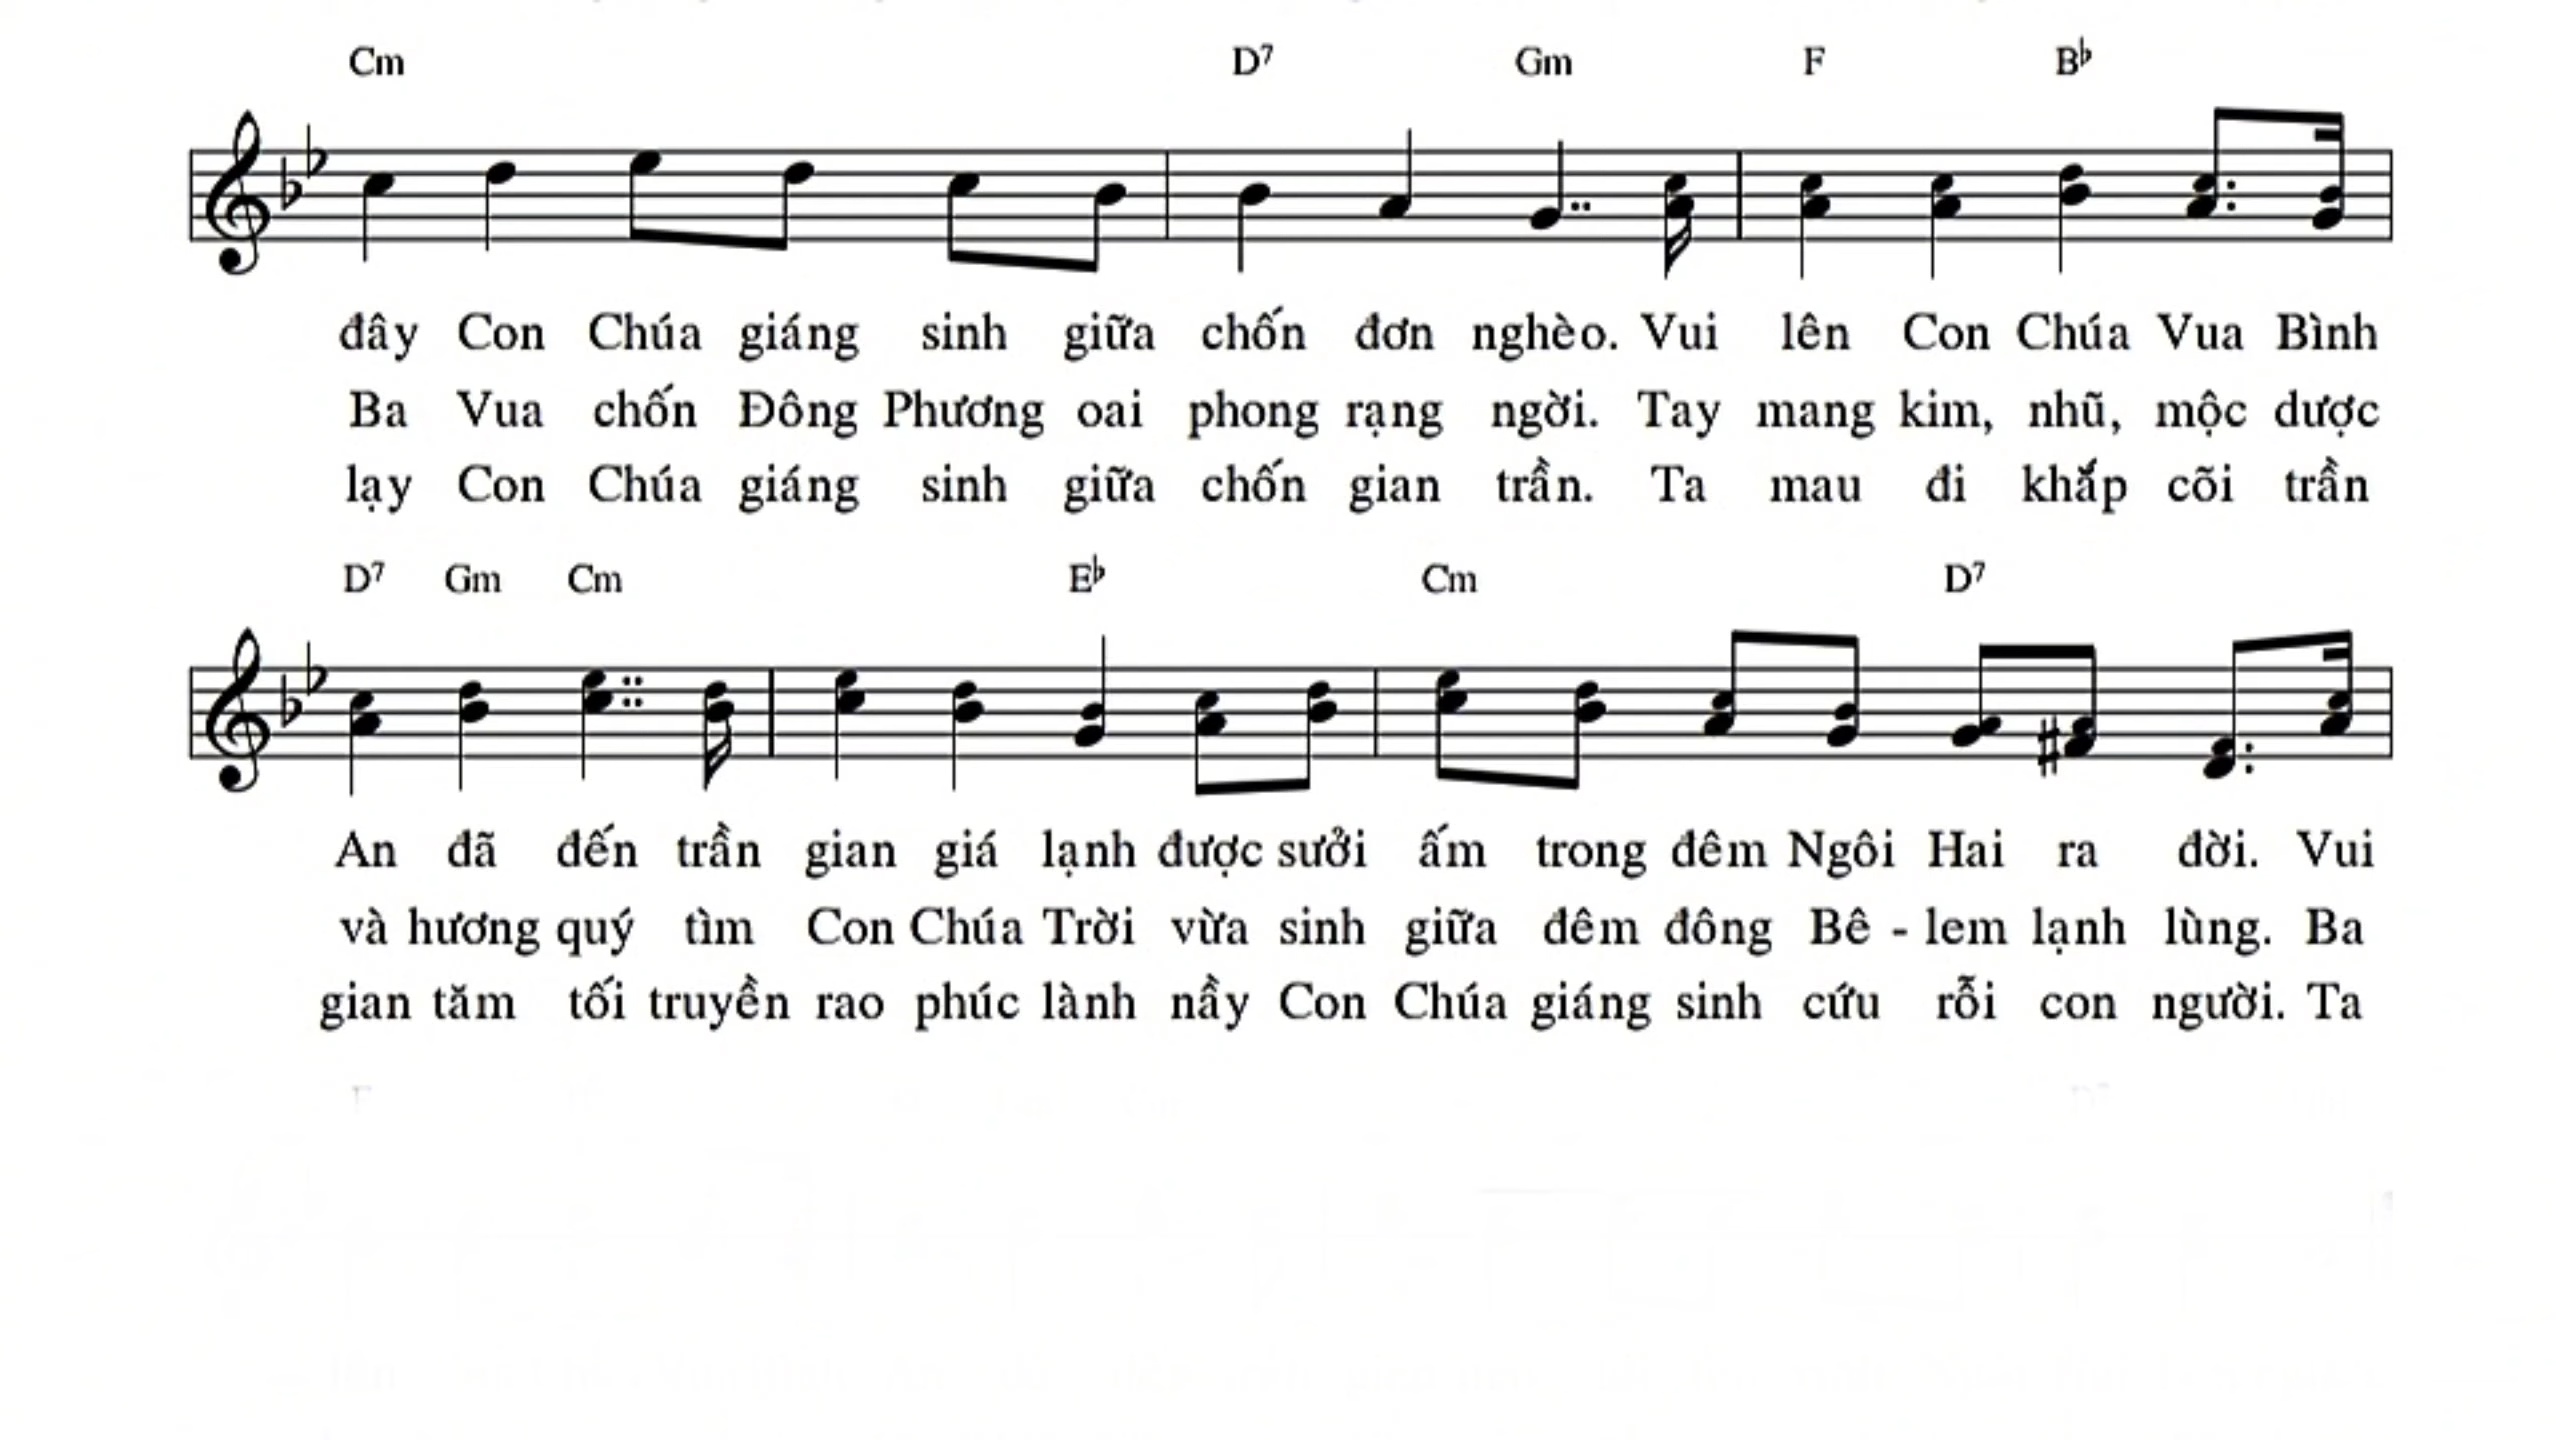 Cm D7 Gm F B♭
đây Con Chúa giáng sinh giữa chốn đơn nghèo. Vui lên Con Chúa Vua Bình
Ba Vua chốn Đông Phương oai phong rạng ngời. Tay mang kim, nhũ, mộc dược
lạy Con Chúa giáng sinh giữa chốn gian trần. Ta mau đi khắp cõi trần
D7 Gm Cm E♭ Cm D7
An đã đến trần gian giá lạnh được sưởi ấm trong đêm Ngôi Hai ra đời. Vui
và hương quý tìm Con Chúa Trời vừa sinh giữa đêm đông Bê - lem lạnh lùng. Ba
gian tăm tối truyền rao phúc lành nầy Con Chúa giáng sinh cứu rỗi con người. Ta